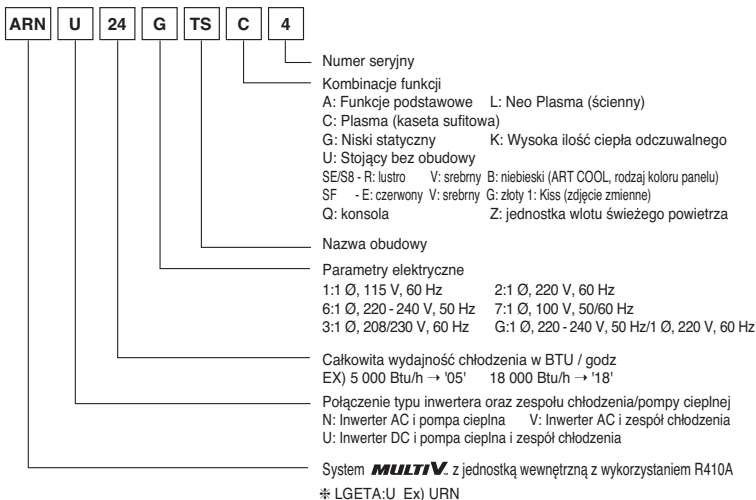 ARN U 24 G TS C 4
Numer seryjny
Kombinacje funkcji
A: Funkcje podstawowe L: Neo Plasma (ścienny)
C: Plasma (kaseta sufitowa)
G: Niski statyczny K: Wysoka ilość ciepła odczuwalnego
U: Stojący bez obudowy
SE/S8 - R: lustro V: srebrny B: niebieski (ART COOL, rodzaj koloru panelu)
SF - E: czerwony V: srebrny G: złoty 1: Kiss (zdjęcie zmienne)
Q: konsola Z: jednostka wlotu świeżego powietrza
Nazwa obudowy
Parametry elektryczne
1:1 Ø, 115 V, 60 Hz 2:1 Ø, 220 V, 60 Hz
6:1 Ø, 220 - 240 V, 50 Hz 7:1 Ø, 100 V, 50/60 Hz
3:1 Ø, 208/230 V, 60 Hz G:1 Ø, 220 - 240 V, 50 Hz/1 Ø, 220 V, 60 Hz
Całkowita wydajność chłodzenia w BTU / godz
EX) 5 000 Btu/h → '05' 18 000 Btu/h → '18'
Połączenie typu inwertera oraz zespołu chłodzenia/pompy cieplnej
N: Inwerter AC i pompa cieplna V: Inwerter AC i zespół chłodzenia
U: Inwerter DC i pompa cieplna i zespół chłodzenia
System MULTI V. z jednostką wewnętrzną z wykorzystaniem R410A
❈ LGETA:U Ex) URN